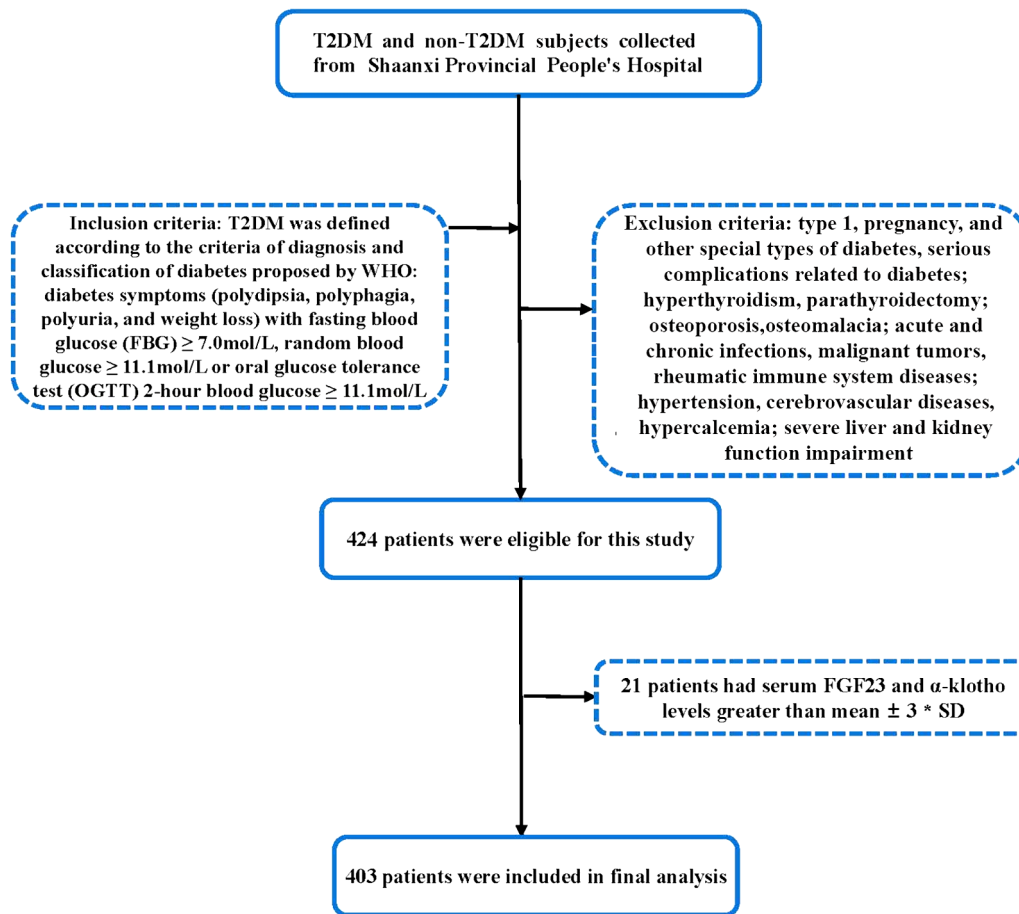 T2DM and non-T2DM subjects collected
from Shaanxi Provincial People's Hospital
Inclusion criteria: T2DM was defined
according to the criteria of diagnosis and
classification of diabetes proposed by WHO:
diabetes symptoms (polydipsia, polyphagia,
polyuria, and weight loss) with fasting blood
glucose (FBG) ≥ 7.0mol/L, random blood
glucose ≥ 11.1mol/L or oral glucose tolerance
test (OGTT) 2-hour blood glucose ≥ 11.1mol/L
Exclusion criteria: type 1, pregnancy, and
other special types of diabetes, serious
complications related to diabetes;
hyperthyroidism, parathyroidectomy;
osteoporosis,osteomalacia; acute and
chronic infections, malignant tumors,
rheumatic immune system diseases;
hypertension, cerebrovascular diseases,
hypercalcemia; severe liver and kidney
function impairment
424 patients were eligible for this study
21 patients had serum FGF23 and α-klotho
levels greater than mean ± 3 * SD
403 patients were included in final analysis